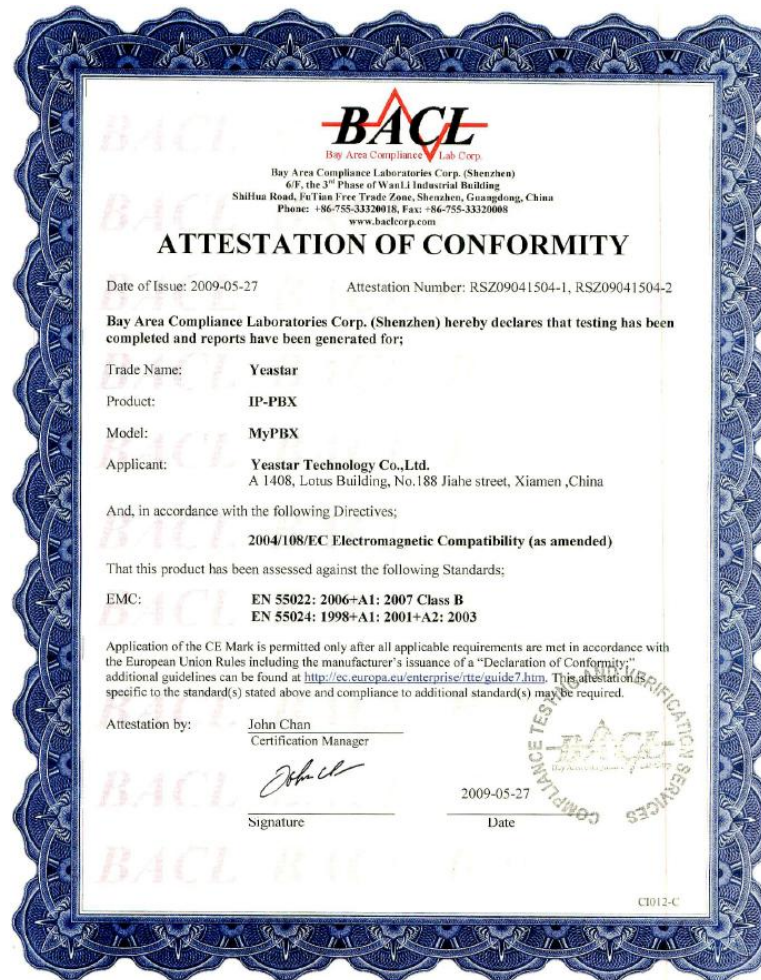 BACL
Bay Area Compliance Lab Corp.
Bay Area Compliance Laboratories Corp. (Shenzhen)
6/F, the 3rd Phase of WanLi Industrial Building
ShiHua Road, FuTian Free Trade Zone, Shenzhen, Guangdong, China
Phone: +86-755-33320018, Fax: +86-755-33320008
www.baclcorp.com
ATTESTATION OF CONFORMITY
Date of Issue: 2009-05-27 Attestation Number: RSZ09041504-1, RSZ09041504-2
Bay Area Compliance Laboratories Corp. (Shenzhen) hereby declares that testing has been
completed and reports have been generated for;
Trade Name: Yeastar
Product: IP-PBX
Model: MyPBX
Applicant: Yeastar Technology Co.,Ltd.
A 1408, Lotus Building, No.188 Jiahe street, Xiamen ,China
And, in accordance with the following Directives;
2004/108/EC Electromagnetic Compatibility (as amended)
That this product has been assessed against the following Standards;
EMC: EN 55022: 2006+A1: 2007 Class B
EN 55024: 1998+A1: 2001+A2: 2003
Application of the CE Mark is permitted only after all applicable requirements are met in accordance with
the European Union Rules including the manufacturer's issuance of a "Declaration of Conformity;"
additional guidelines can be found at http://ec.europa.eu/enterprise/rtte/guide7.htm. This attestation is
specific to the standard(s) stated above and compliance to additional standard(s) may be required.
Attestation by: John Chan
Certification Manager
2009-05-27
Signature Date
COMPLIANCE TESTING AND VERIFICATION SERVICES
BACL
CI012-C